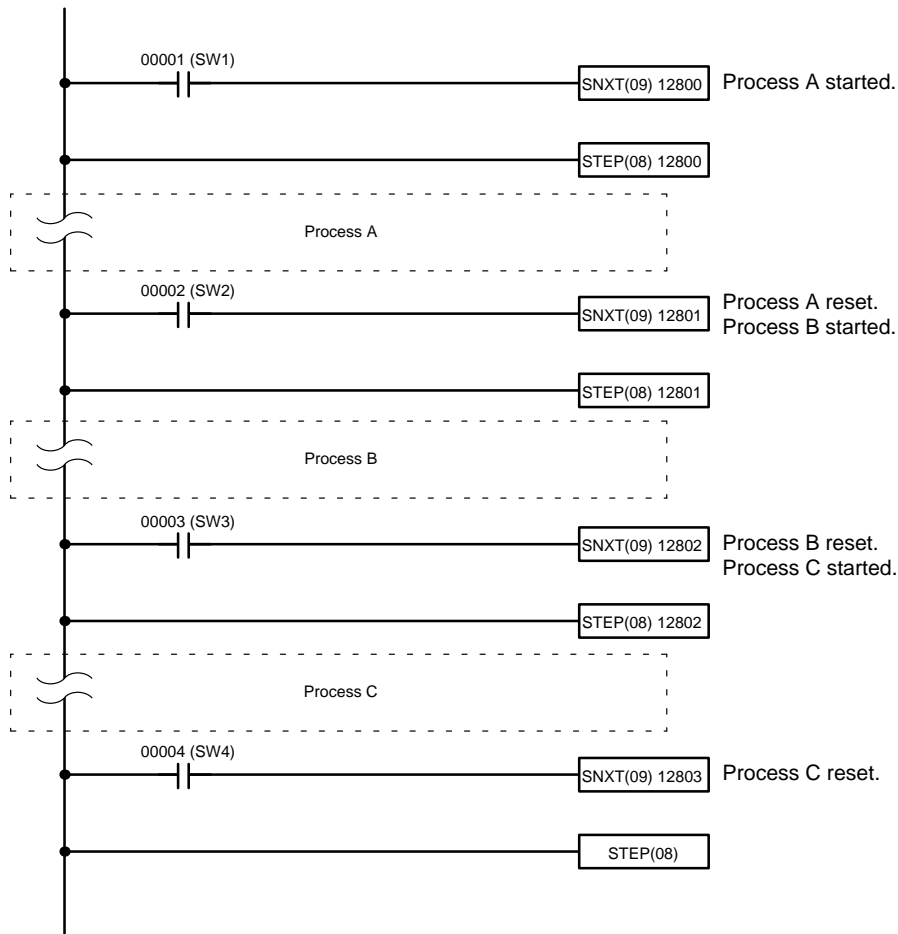 00001 (SW1)
SNXT(09) 12800 Process A started.
STEP(08) 12800
Process A
00002 (SW2)
SNXT(09) 12801 Process A reset.
Process B started.
STEP(08) 12801
Process B
00003 (SW3)
SNXT(09) 12802 Process B reset.
Process C started.
STEP(08) 12802
Process C
00004 (SW4)
SNXT(09) 12803 Process C reset.
STEP(08)